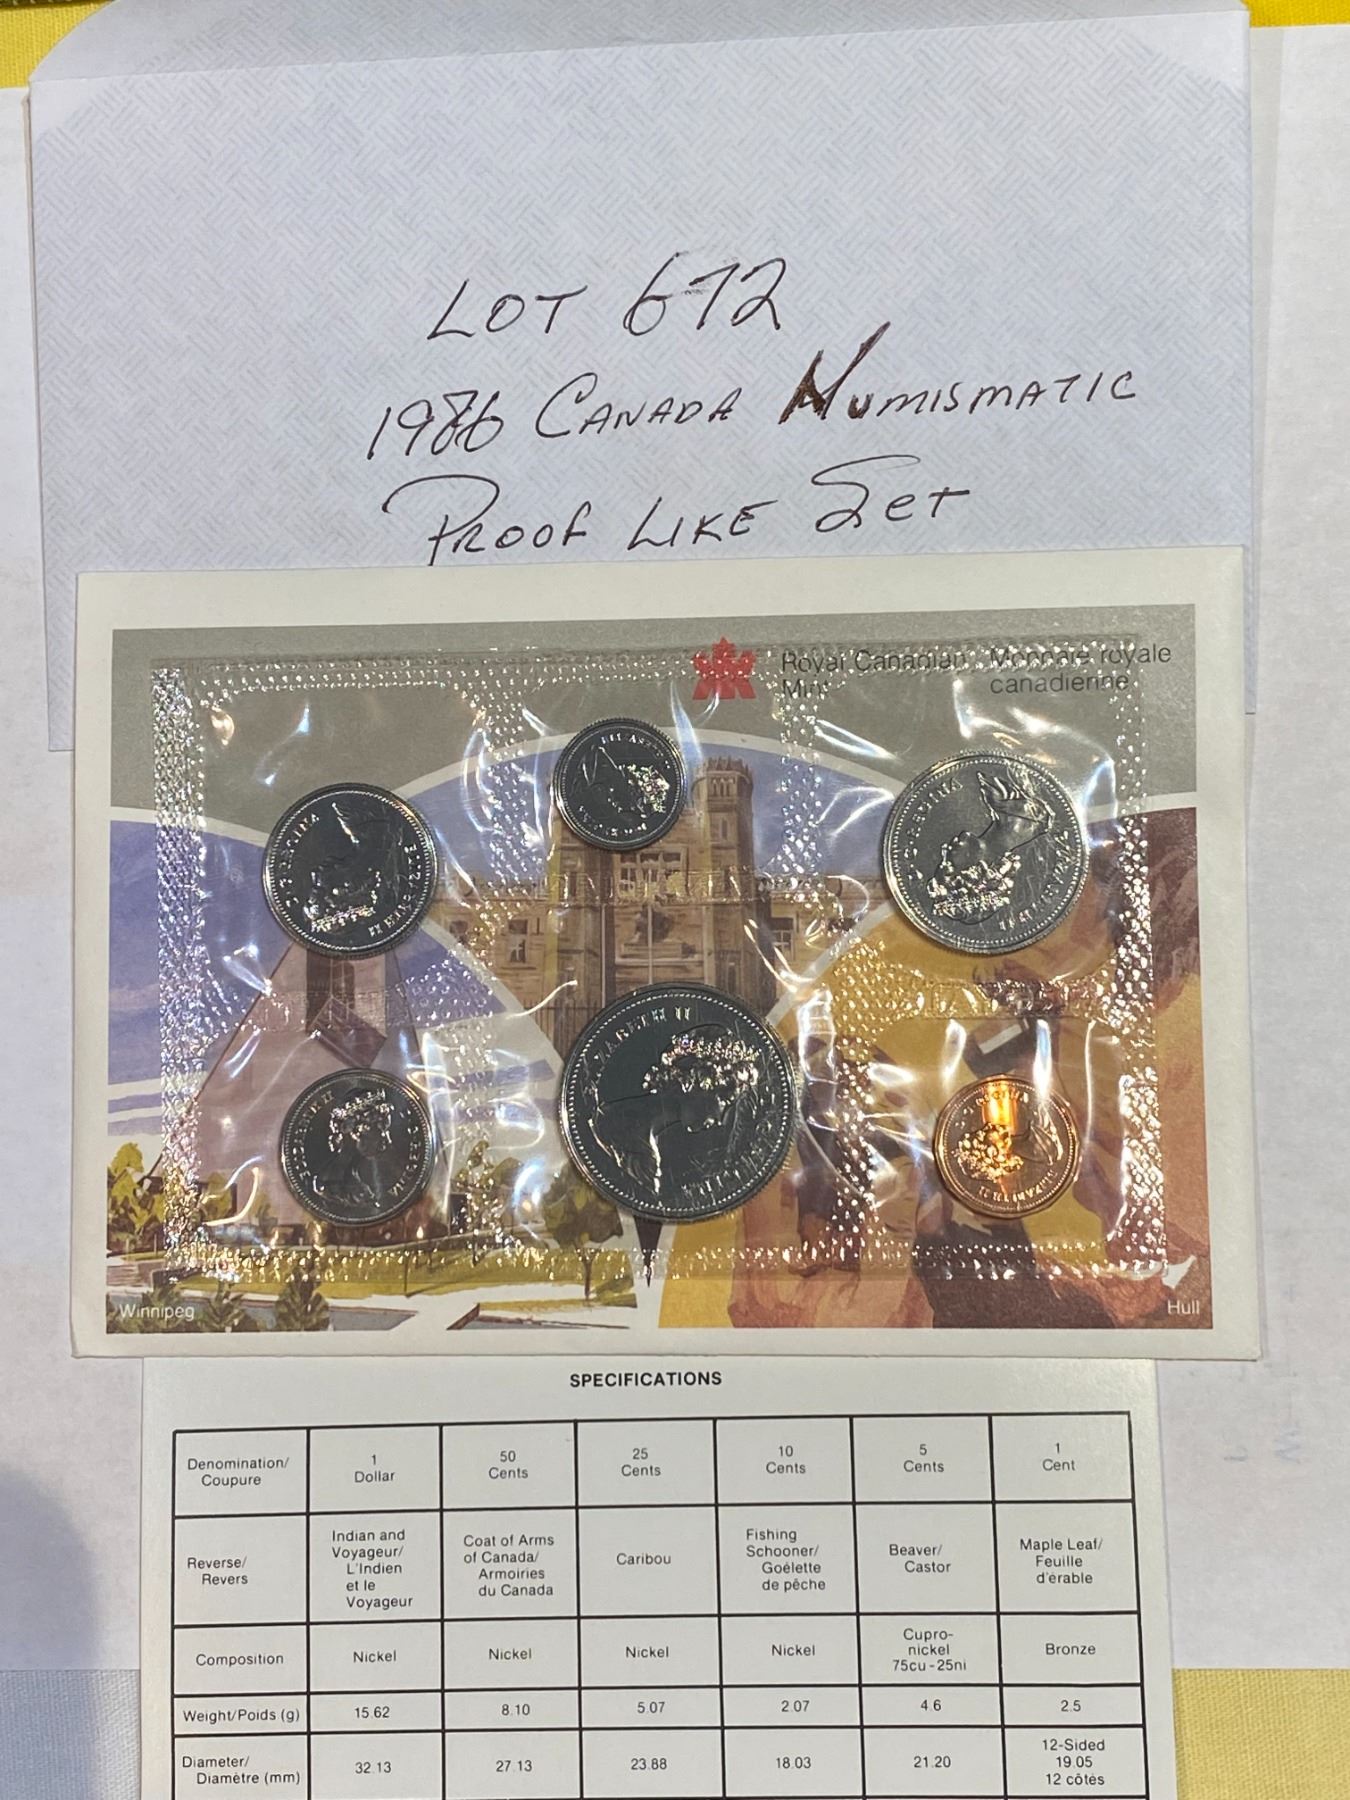 LOT 672
1986 CANADA NUMISMATIC
PROOF LIKE SET
Royal Canadian Mint
Monnaie royale canadienne
ELIZABETH II
D·G·REGINA
Winnipeg
Hull
SPECIFICATIONS
Denomination/ Coupure
1 Dollar
50 Cents
25 Cents
10 Cents
5 Cents
1 Cent
Reverse/ Revers
Indian and Voyageur/ L'Indien et le Voyageur
Coat of Arms of Canada/ Armoiries du Canada
Caribou
Fishing Schooner/ Goélette de pêche
Beaver/ Castor
Maple Leaf/ Feuille d'érable
Composition
Nickel
Nickel
Nickel
Nickel
Cupro-nickel 75cu-25ni
Bronze
Weight/Poids (g)
15.62
8.10
5.07
2.07
4.6
2.5
Diameter/ Diamètre (mm)
32.13
27.13
23.88
18.03
21.20
12-Sided 19.05 12 côtés